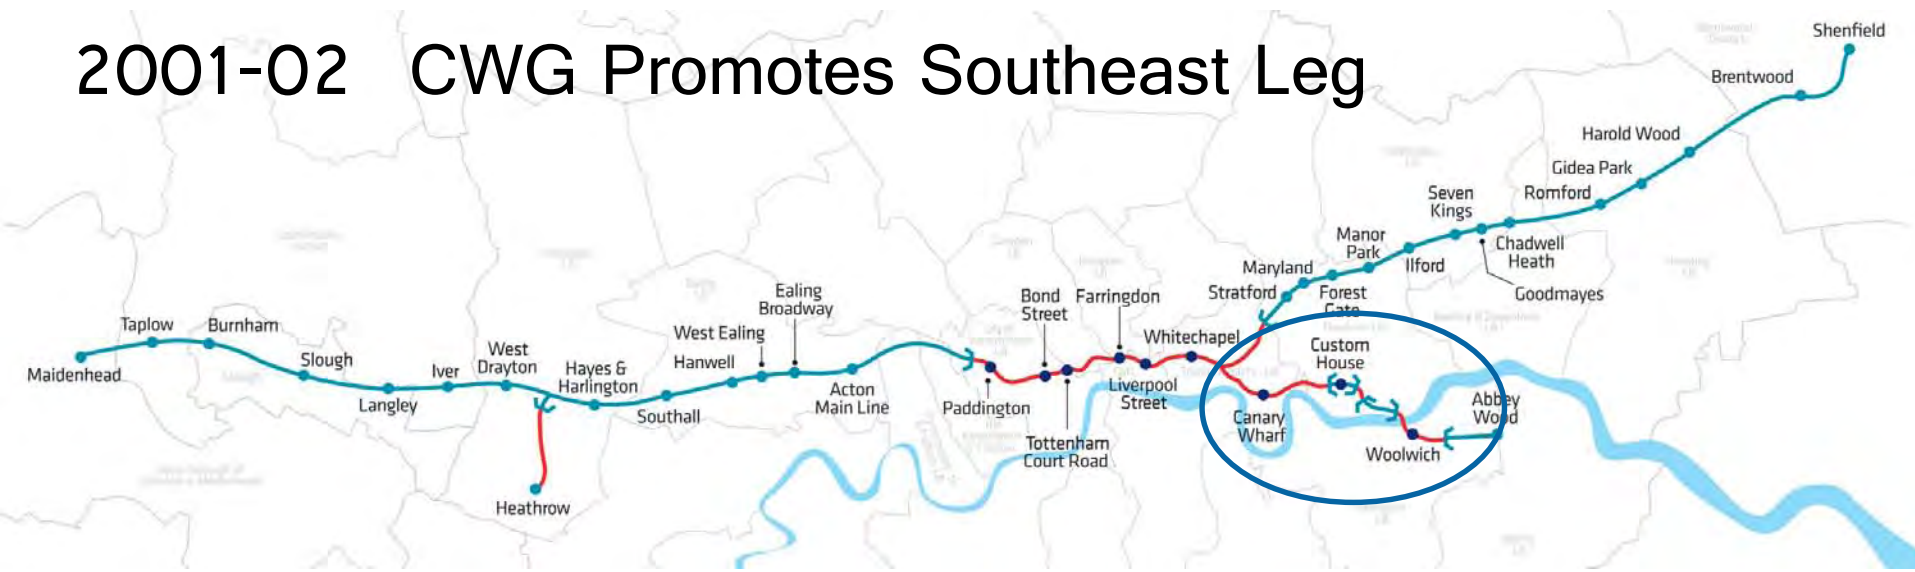 2001-02 CWG Promotes Southeast Leg
Shenfield
Brentwood
Harold Wood
Gidea Park
Romford
Seven
Kings
Chadwell
Heath
Goodmayes
Ilford
Manor
Park
Forest
Gate
Maryland
Stratford
Whitechapel
Liverpool
Street
Farringdon
Tottenham
Court Road
Bond
Street
Paddington
Acton
Main Line
Ealing
Broadway
West Ealing
Hanwell
Southall
Hayes &
Harlington
Heathrow
West
Drayton
Iver
Langley
Slough
Burnham
Taplow
Maidenhead
Custom
House
Canary
Wharf
Woolwich
Abbey
Wood